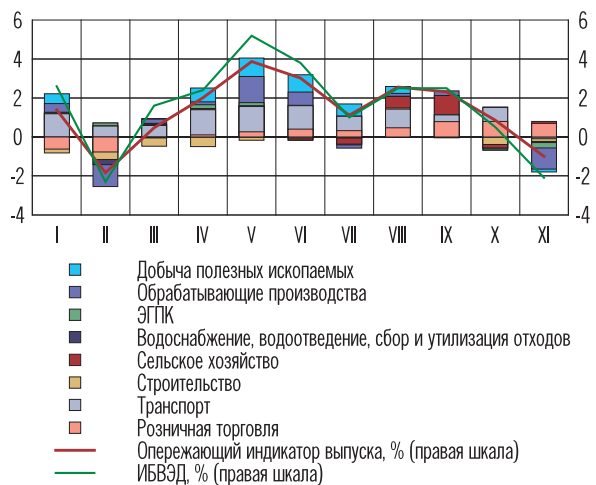 6 6
4 4
2 2
0 0
-2 -2
-4 -4
I II III IV V VI VII VIII IX X XI
Добыча полезных ископаемых
Обрабатывающие производства
ЭГПК
Водоснабжение, водоотведение, сбор и утилизация отходов
Сельское хозяйство
Строительство
Транспорт
Розничная торговля
Опережающий индикатор выпуска, % (правая шкала)
ИБВЭД, % (правая шкала)